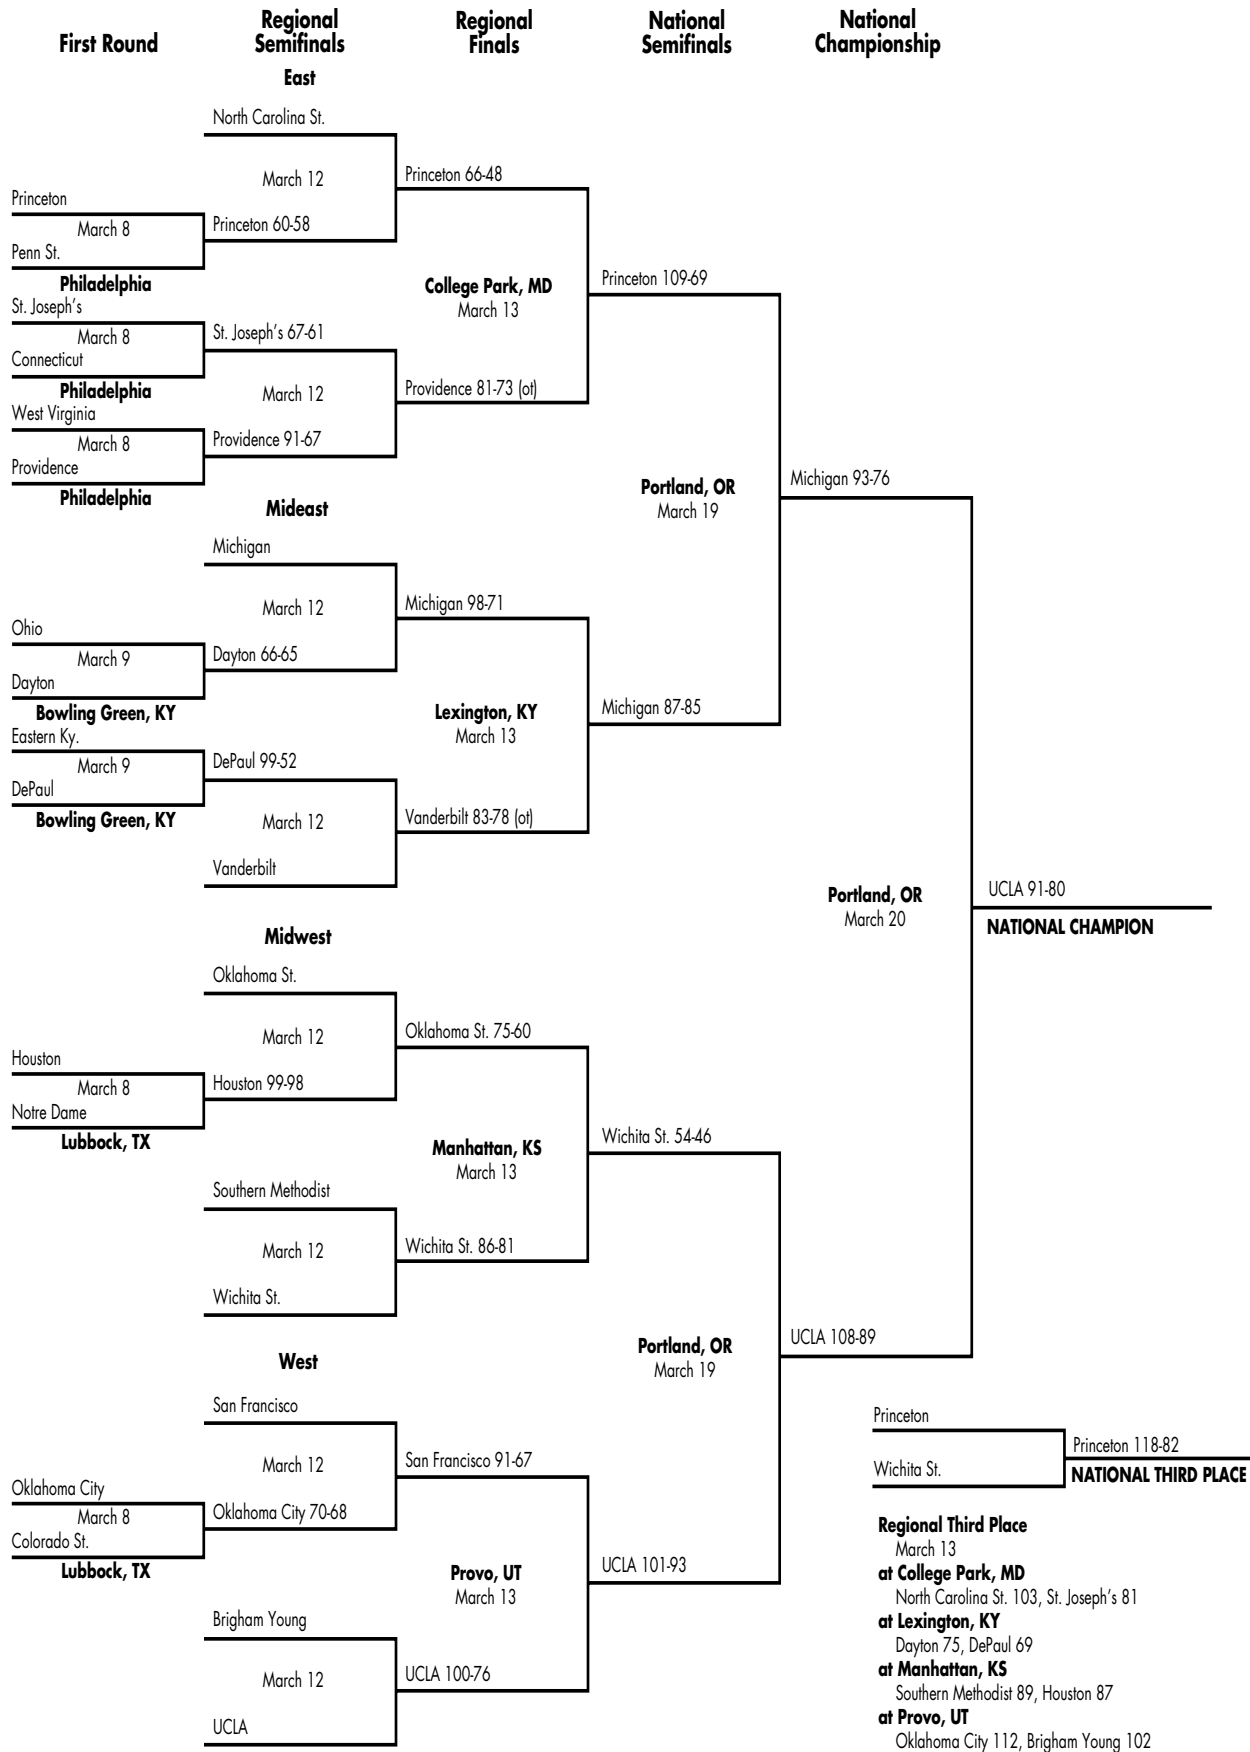 First Round
Regional
Semifinals
Regional
Finals
National
Semifinals
National
Championship
East
North Carolina St.
March 12
Princeton 66-48
Princeton
March 8
Princeton 60-58
Penn St.
Philadelphia
College Park, MD
March 13
Princeton 109-69
St. Joseph's
March 8
St. Joseph's 67-61
Connecticut
Philadelphia
March 12
Providence 81-73 (ot)
West Virginia
March 8
Providence 91-67
Providence
Philadelphia
Portland, OR
March 19
Michigan 93-76
Mideast
Michigan
March 12
Michigan 98-71
Ohio
March 9
Dayton 66-65
Dayton
Bowling Green, KY
Lexington, KY
March 13
Michigan 87-85
Eastern Ky.
March 9
DePaul 99-52
DePaul
Bowling Green, KY
March 12
Vanderbilt 83-78 (ot)
Vanderbilt
Portland, OR
March 20
UCLA 91-80
NATIONAL CHAMPION
Midwest
Oklahoma St.
March 12
Oklahoma St. 75-60
Houston
March 8
Houston 99-98
Notre Dame
Lubbock, TX
Manhattan, KS
March 13
Wichita St. 54-46
Southern Methodist
March 12
Wichita St. 86-81
Wichita St.
Portland, OR
March 19
UCLA 108-89
West
San Francisco
March 12
San Francisco 91-67
Oklahoma City
March 8
Oklahoma City 70-68
Colorado St.
Lubbock, TX
Provo, UT
March 13
UCLA 101-93
Brigham Young
March 12
UCLA 100-76
UCLA
Princeton
Princeton 118-82
Wichita St.
NATIONAL THIRD PLACE
Regional Third Place
March 13
at College Park, MD
North Carolina St. 103, St. Joseph's 81
at Lexington, KY
Dayton 75, DePaul 69
at Manhattan, KS
Southern Methodist 89, Houston 87
at Provo, UT
Oklahoma City 112, Brigham Young 102